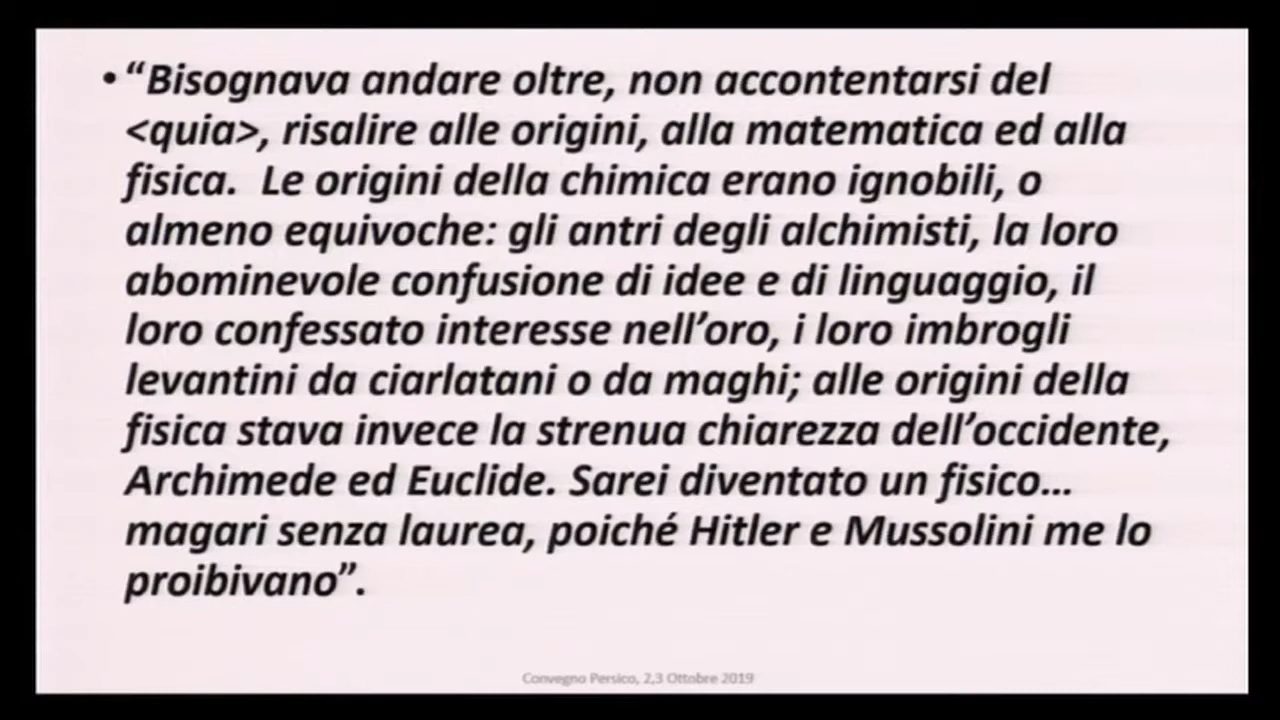 • “Bisognava andare oltre, non accontentarsi del
<quia>, risalire alle origini, alla matematica ed alla
fisica.  Le origini della chimica erano ignobili, o
almeno equivoche: gli antri degli alchimisti, la loro
abominevole confusione di idee e di linguaggio, il
loro confessato interesse nell’oro, i loro imbrogli
levantini da ciarlatani o da maghi; alle origini della
fisica stava invece la strenua chiarezza dell’occidente,
Archimede ed Euclide. Sarei diventato un fisico…
magari senza laurea, poiché Hitler e Mussolini me lo
proibivano”.
Convegno Persico, 2,3 Ottobre 2019